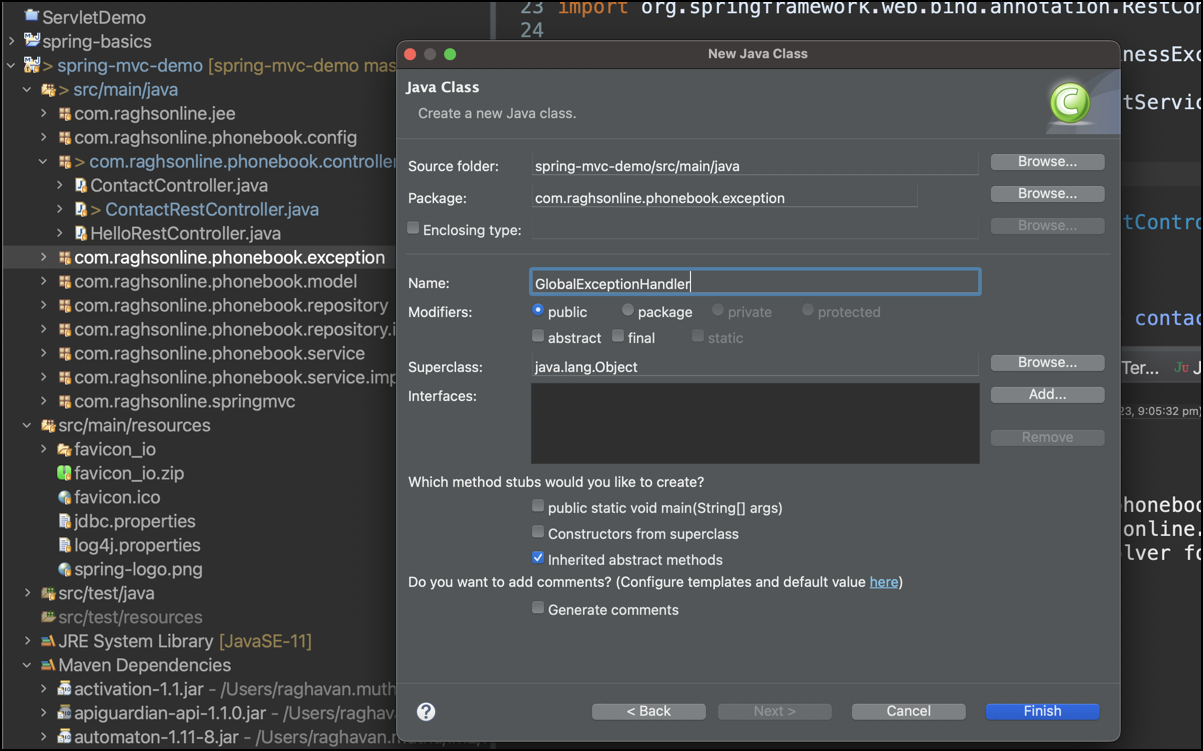 ServletDemo
spring-basics
> spring-mvc-demo [spring-mvc-demo mas
> src/main/java
com.raghsonline.jee
com.raghsonline.phonebook.config
> com.raghsonline.phonebook.controller
ContactController.java
> ContactRestController.java
HelloRestController.java
com.raghsonline.phonebook.exception
com.raghsonline.phonebook.model
com.raghsonline.phonebook.repository
com.raghsonline.phonebook.repository.i
com.raghsonline.phonebook.service
com.raghsonline.phonebook.service.imp
com.raghsonline.springmvc
src/main/resources
favicon_io
favicon_io.zip
favicon.ico
jdbc.properties
log4j.properties
spring-logo.png
src/test/java
src/test/resources
JRE System Library [JavaSE-11]
Maven Dependencies
activation-1.1.jar - /Users/raghavan.muth
apiguardian-api-1.1.0.jar - /Users/raghava
automaton-1.11-8.jar - /Users/raghavan.muthu/.m2/
23 import org.springframework.web.bind.annotation.RestCon
24
nessExc
tServic
tContro
contac
Ter...
Ju J
23, 9:05:32 pm)
honeboo
online.
lver fo
New Java Class
Java Class
Create a new Java class.
Source folder: spring-mvc-demo/src/main/java Browse...
Package: com.raghsonline.phonebook.exception Browse...
Enclosing type: Browse...
Name: GlobalExceptionHandler
Modifiers: public package private protected
abstract final static
Superclass: java.lang.Object Browse...
Interfaces: Add...
Remove
Which method stubs would you like to create?
public static void main(String[] args)
Constructors from superclass
Inherited abstract methods
Do you want to add comments? (Configure templates and default value here)
Generate comments
? < Back Next > Cancel Finish